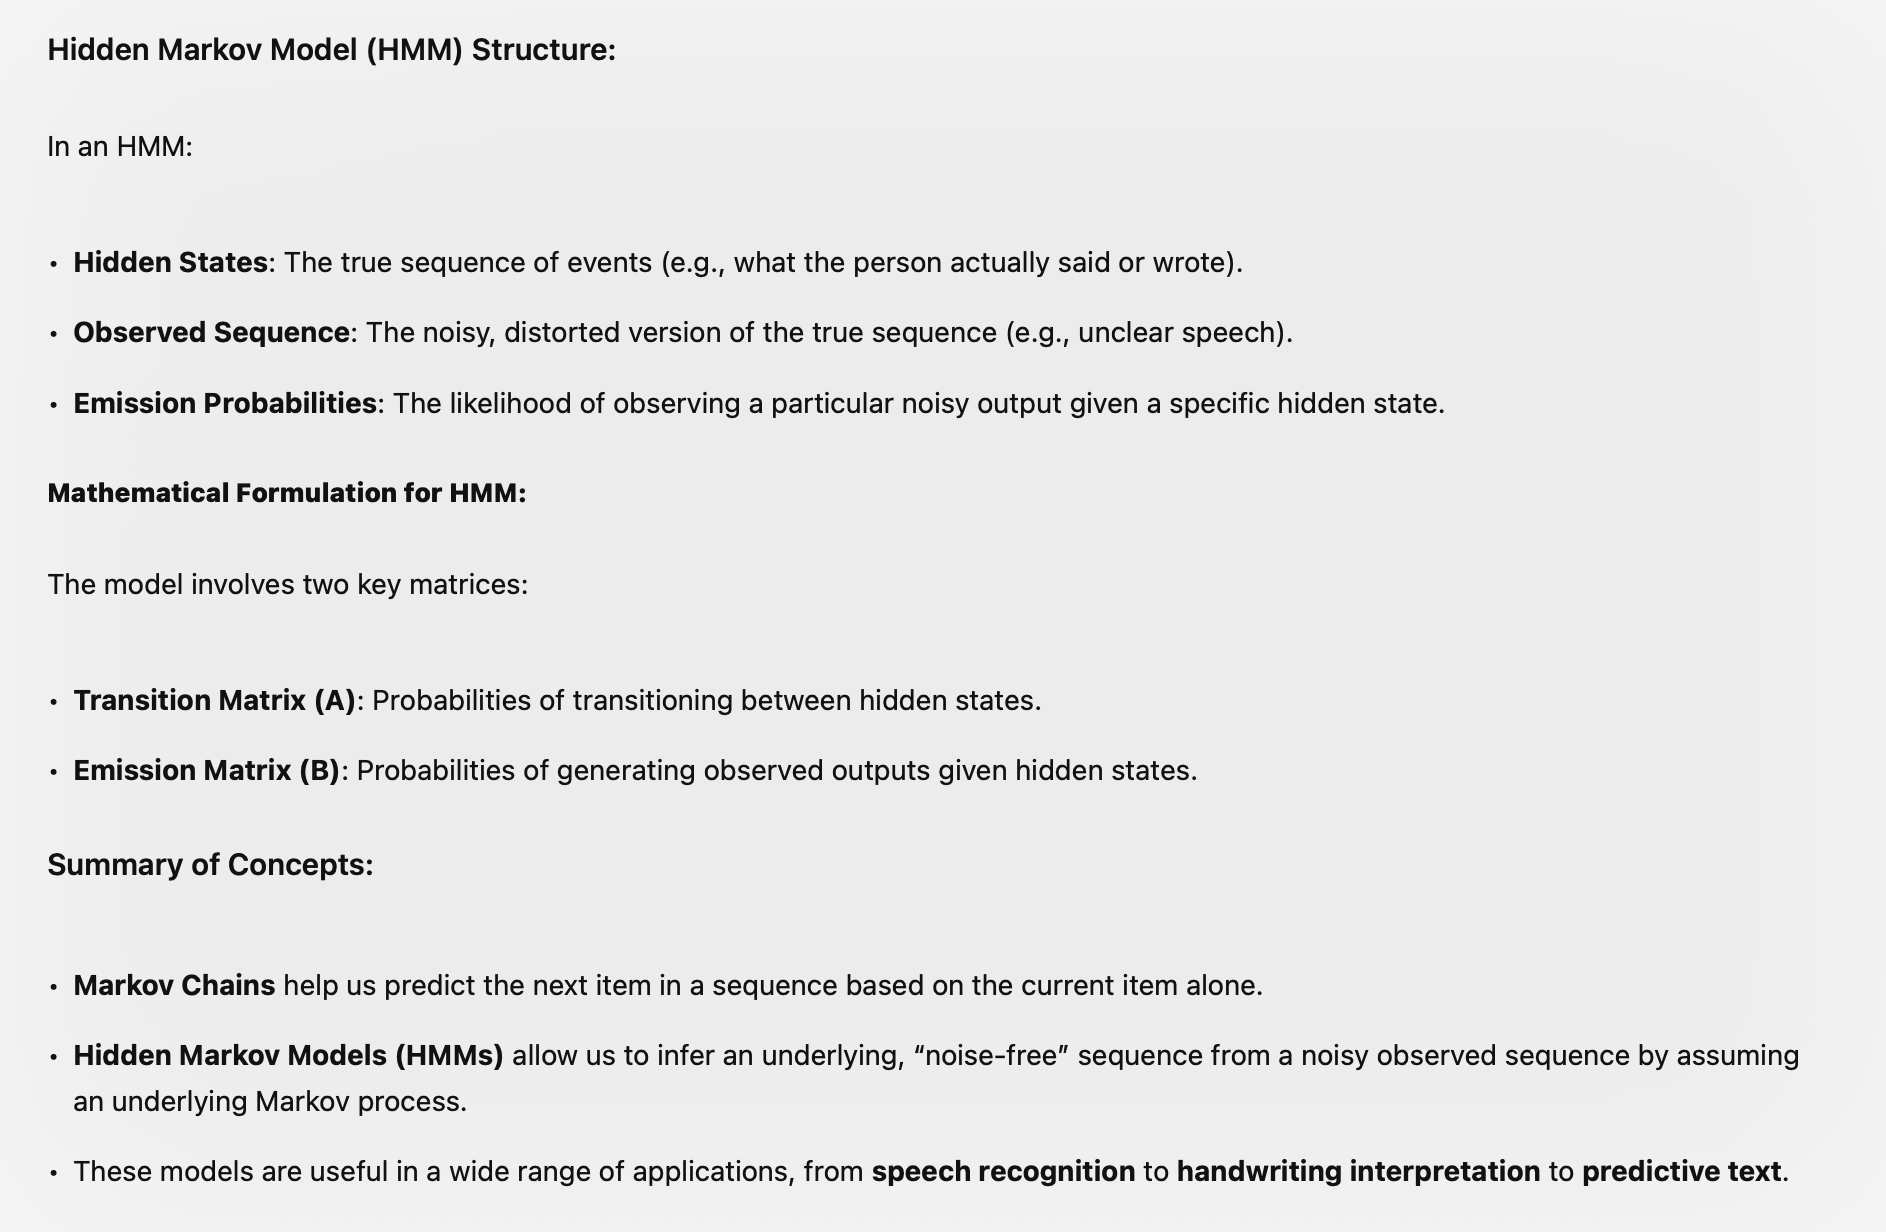 Hidden Markov Model (HMM) Structure:
In an HMM:
• Hidden States: The true sequence of events (e.g., what the person actually said or wrote).
• Observed Sequence: The noisy, distorted version of the true sequence (e.g., unclear speech).
• Emission Probabilities: The likelihood of observing a particular noisy output given a specific hidden state.
Mathematical Formulation for HMM:
The model involves two key matrices:
• Transition Matrix (A): Probabilities of transitioning between hidden states.
• Emission Matrix (B): Probabilities of generating observed outputs given hidden states.
Summary of Concepts:
• Markov Chains help us predict the next item in a sequence based on the current item alone.
• Hidden Markov Models (HMMs) allow us to infer an underlying, “noise-free” sequence from a noisy observed sequence by assuming
an underlying Markov process.
• These models are useful in a wide range of applications, from speech recognition to handwriting interpretation to predictive text.